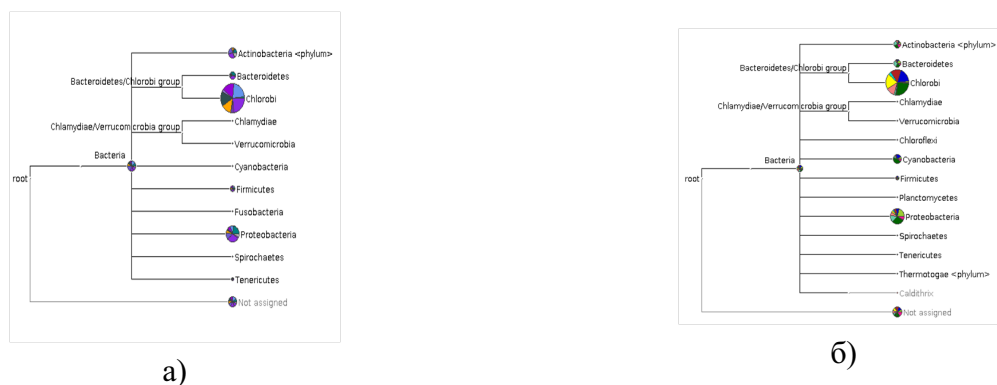 Actinobacteria <phylum>
Bacteroidetes/Chlorobi group
Bacteroidetes
Chlorobi
Chlamydiae/Verrucomicrobia group
Chlamydiae
Verrucomicrobia
Bacteria
Cyanobacteria
root
Firmicutes
Fusobacteria
Proteobacteria
Spirochaetes
Tenericutes
Not assigned
а)
Actinobacteria <phylum>
Bacteroidetes/Chlorobi group
Bacteroidetes
Chlorobi
Chlamydiae/Verrucomicrobia group
Chlamydiae
Verrucomicrobia
Chloroflexi
Bacteria
Cyanobacteria
root
Firmicutes
Planctomycetes
Proteobacteria
Spirochaetes
Tenericutes
Thermotogae <phylum>
Caldithrix
Not assigned
б)